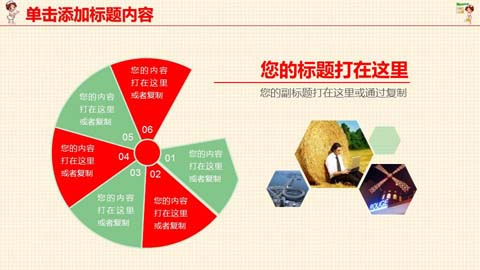 单击添加标题内容
您的标题打在这里
您的副标题打在这里或通过复制
您的内容
打在这里
或者复制
01
您的内容
打在这里
或者复制
02
您的内容
打在这里
或者复制
03
您的内容
打在这里
或者复制
04
您的内容
打在这里
或者复制
05
您的内容
打在这里
或者复制
06
ROUGE